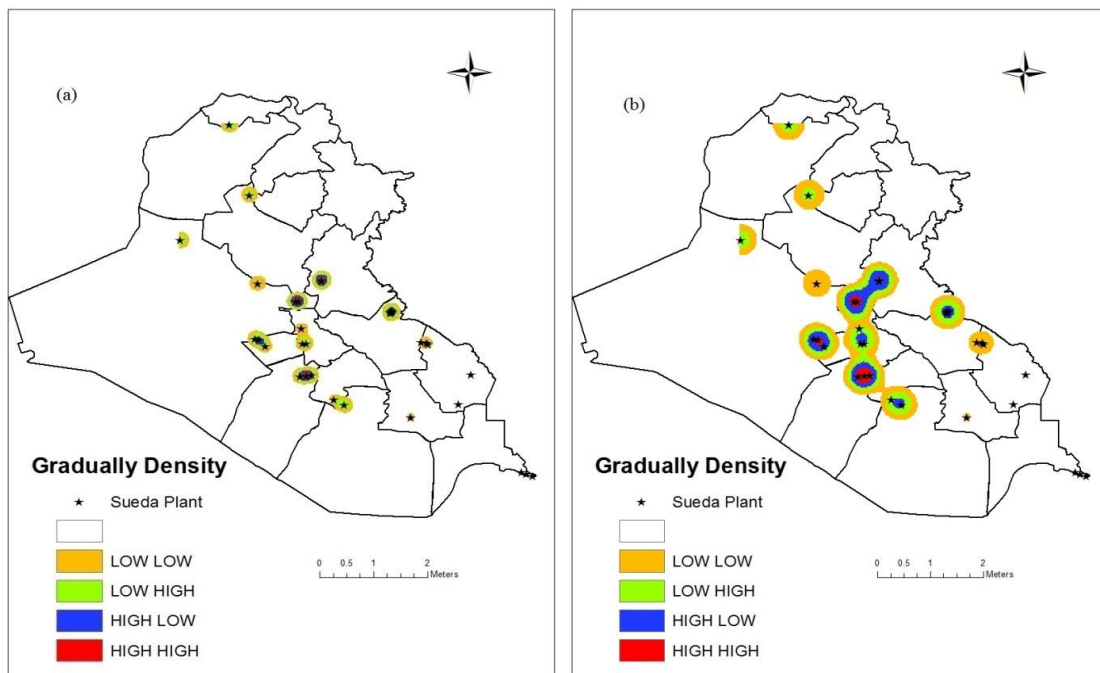 (a)
Gradually Density
Sueda Plant
LOW LOW
LOW HIGH
HIGH LOW
HIGH HIGH
0 0.5 1 2
Meters
(b)
Gradually Density
Sueda Plant
LOW LOW
LOW HIGH
HIGH LOW
HIGH HIGH
0 0.5 1 2
Meters